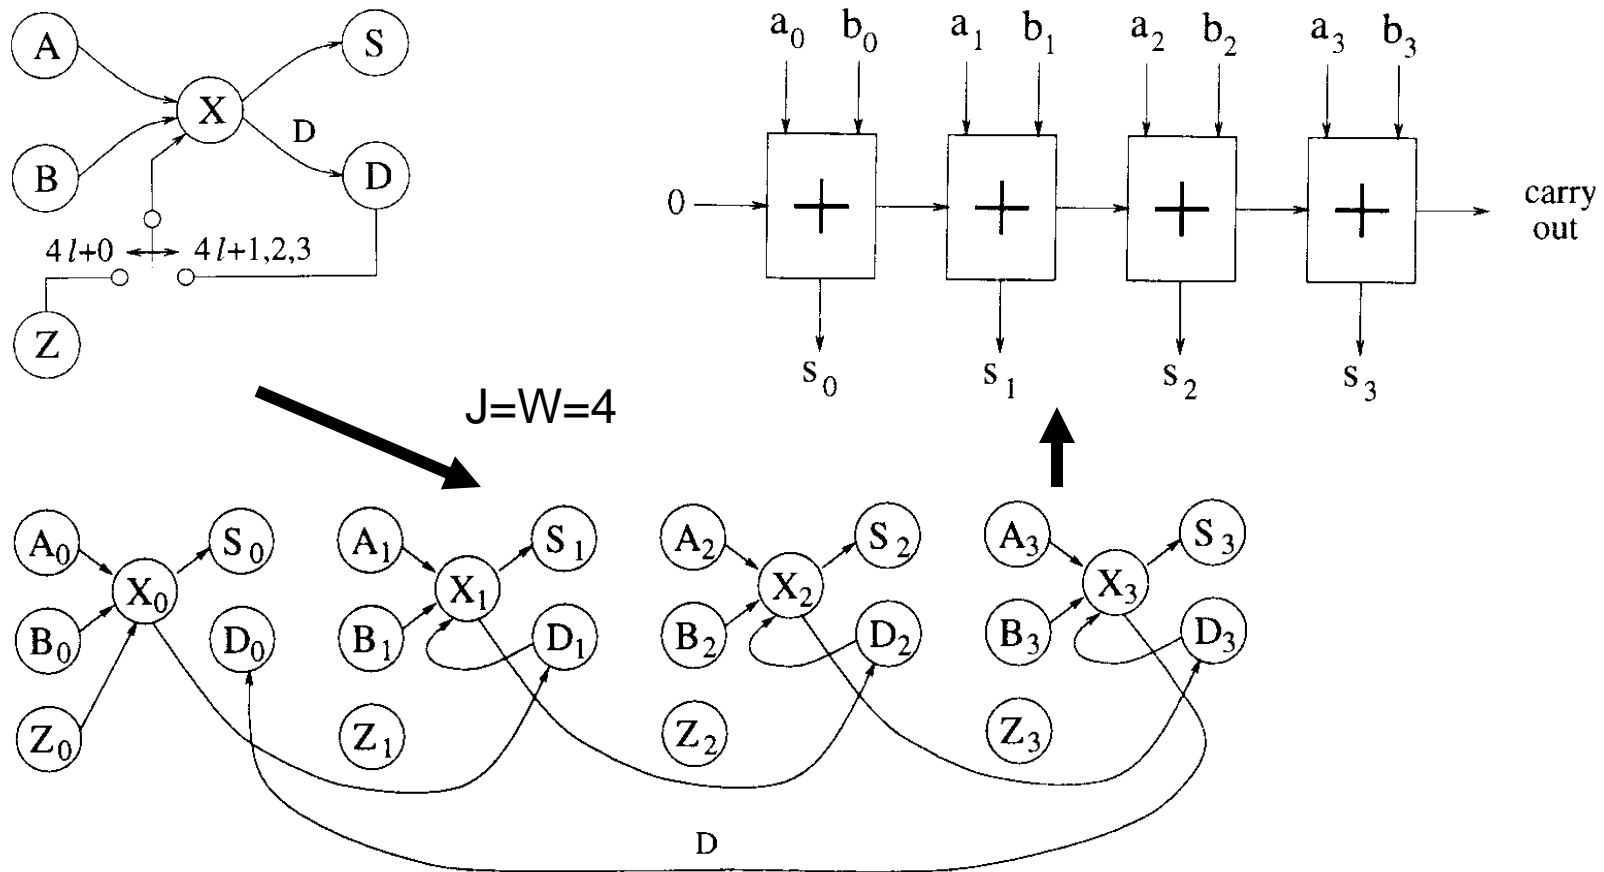 A
S
X
D
B
D
4l+0
4l+1,2,3
Z
a0 b0 a1 b1 a2 b2 a3 b3
0
+ + + +
carry
out
s0 s1 s2 s3
J=W=4
A0 S0 A1 S1 A2 S2 A3 S3
X0 X1 X2 X3
B0 D0 B1 D1 B2 D2 B3 D3
Z0 Z1 Z2 Z3
D